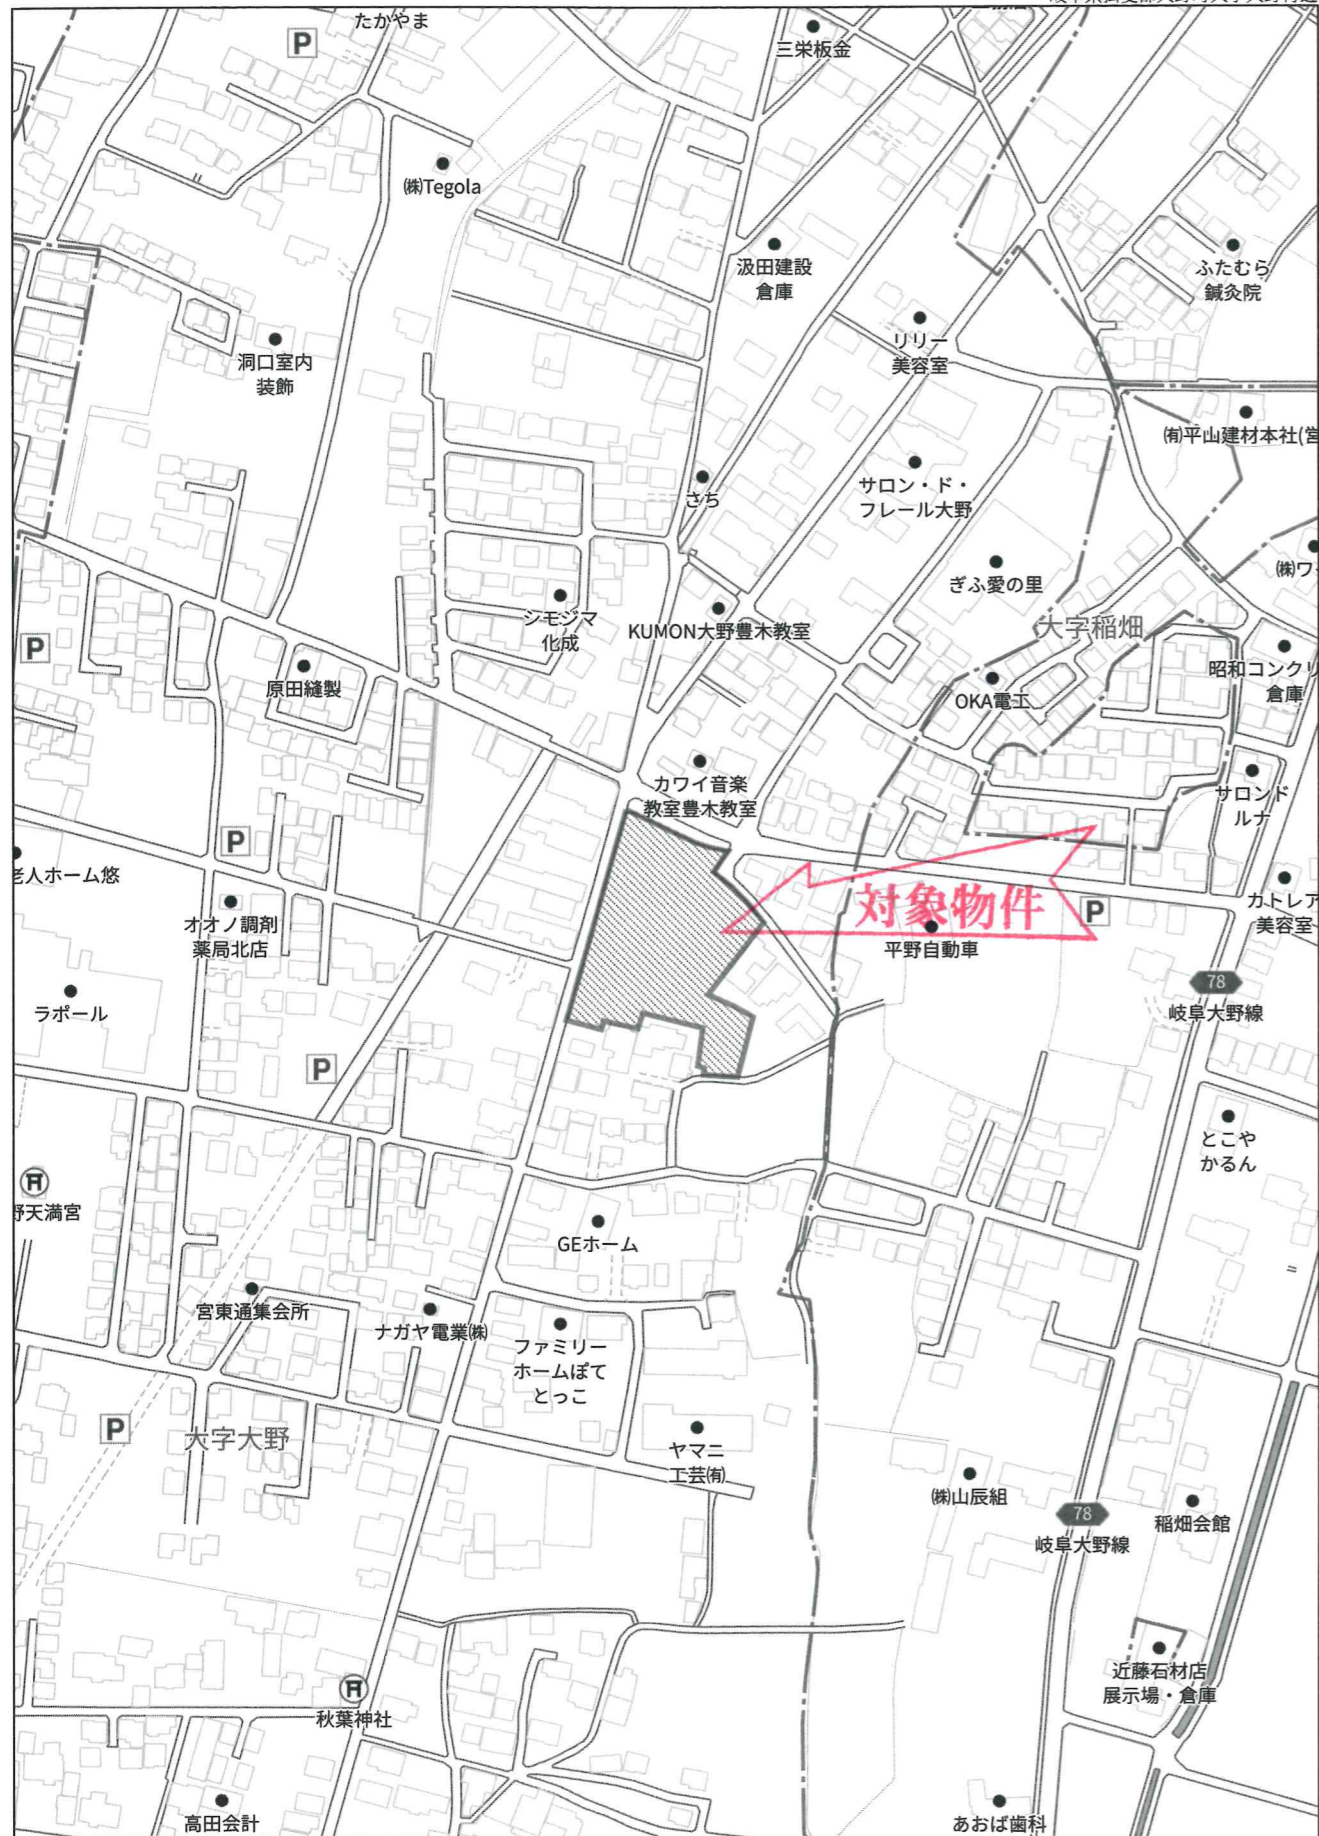 たかやま
P
三栄板金
㈱Tegola
汲田建設
倉庫
ふたむら
鍼灸院
リリー
美容室
洞口室内
装飾
㈲平山建材本社(営
さち
サロン・ド・
フレール大野
㈱ワ
ぎふ愛の里
シモジマ
化成
KUMON大野豊木教室
大字稲畑
P
原田縫製
昭和コンクリ
倉庫
OKA電工
カワイ音楽
教室豊木教室
サロンド
ルナ
P
老人ホーム悠
対象物件
P
カトレア
美容室
オオノ調剤
薬局北店
平野自動車
78
岐阜大野線
ラポール
P
とこや
かるん
野天満宮
GEホーム
宮東通集会所
ナガヤ電業㈱
ファミリー
ホームぽて
とっこ
P
大字大野
ヤマニ
工芸㈲
㈱山辰組
78
岐阜大野線
稲畑会館
近藤石材店
展示場・倉庫
秋葉神社
高田会計
あおば歯科